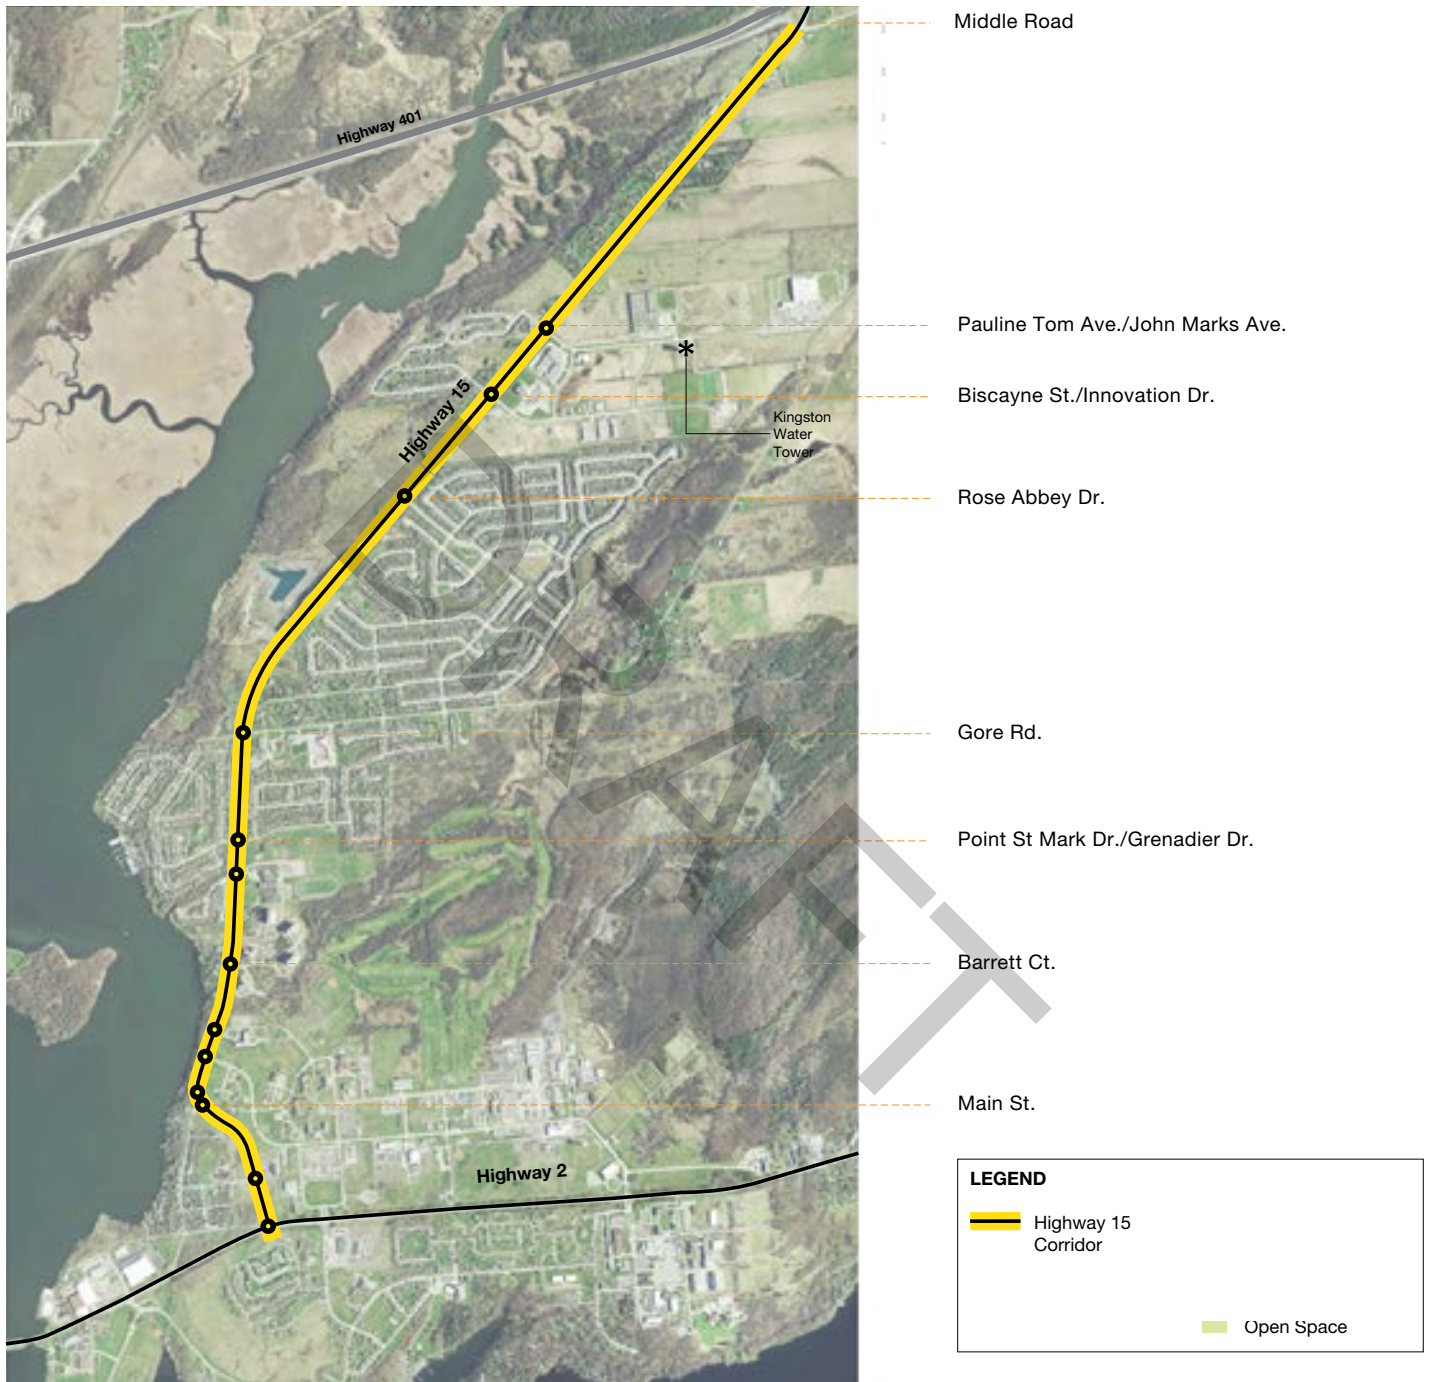 Middle Road
Highway 401
Pauline Tom Ave./John Marks Ave.
*
Biscayne St./Innovation Dr.
Highway 15
Kingston
Water
Tower
Rose Abbey Dr.
Gore Rd.
Point St Mark Dr./Grenadier Dr.
Barrett Ct.
Main St.
Highway 2
DRAFT
LEGEND
Highway 15
Corridor
Open Space